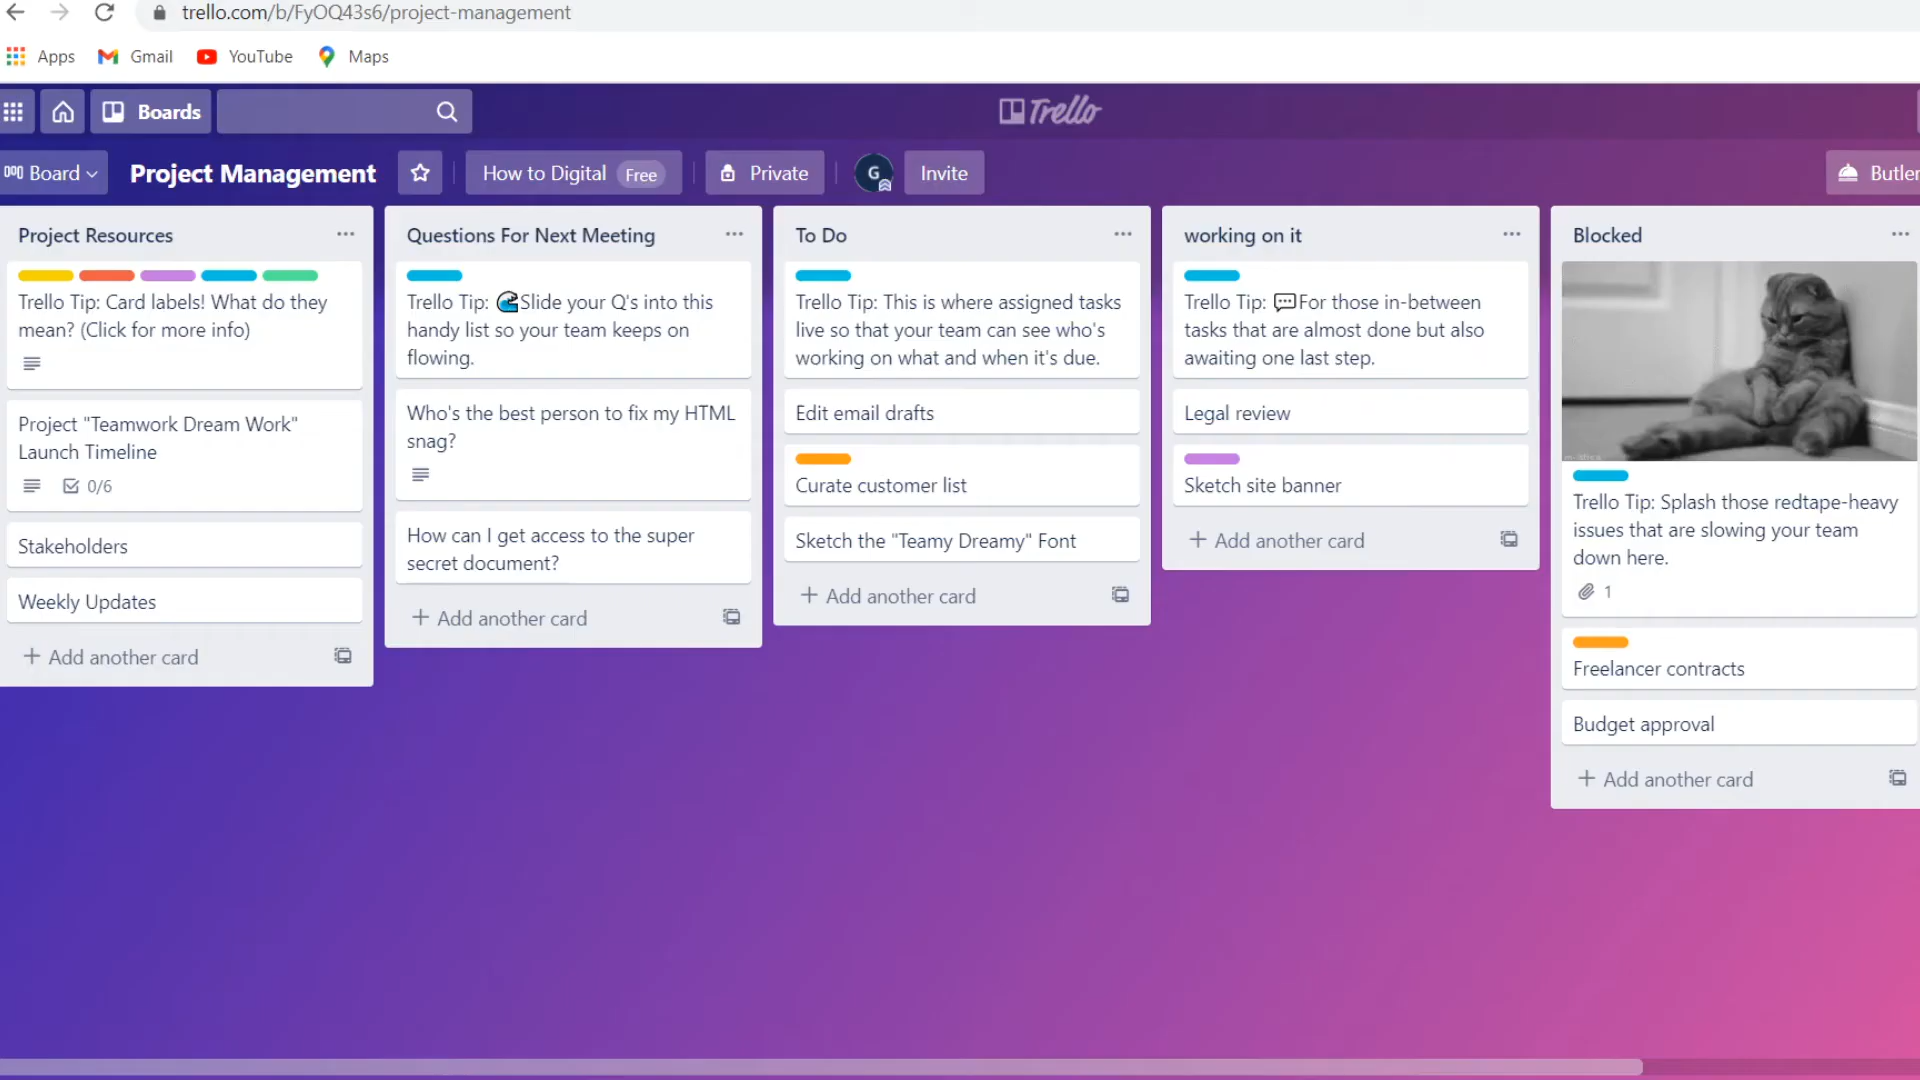 trello.com/b/FyOQ43s6/project-management
Apps
Gmail
YouTube
Maps
Boards
Trello
Board
Project Management
How to Digital
Free
Private
G
Invite
Butler
Project Resources
Trello Tip: Card labels! What do they
mean? (Click for more info)
Project "Teamwork Dream Work"
Launch Timeline
0/6
Stakeholders
Weekly Updates
+ Add another card
Questions For Next Meeting
Trello Tip: 🌊Slide your Q's into this
handy list so your team keeps on
flowing.
Who's the best person to fix my HTML
snag?
How can I get access to the super
secret document?
+ Add another card
To Do
Trello Tip: This is where assigned tasks
live so that your team can see who's
working on what and when it's due.
Edit email drafts
Curate customer list
Sketch the "Teamy Dreamy" Font
+ Add another card
working on it
Trello Tip: 💬For those in-between
tasks that are almost done but also
awaiting one last step.
Legal review
Sketch site banner
+ Add another card
Blocked
Trello Tip: Splash those redtape-heavy
issues that are slowing your team
down here.
1
Freelancer contracts
Budget approval
+ Add another card